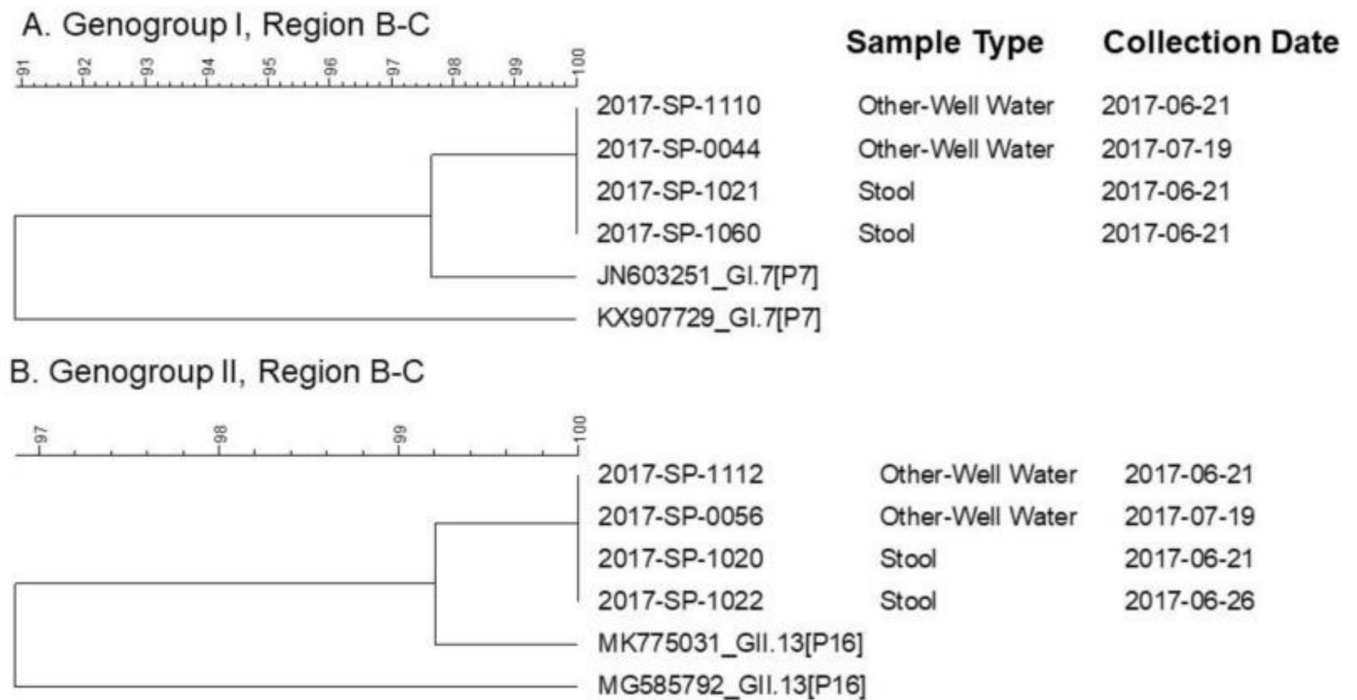 A. Genogroup I, Region B-C
Sample Type Collection Date
91 92 93 94 95 96 97 98 99 100
2017-SP-1110 Other-Well Water 2017-06-21
2017-SP-0044 Other-Well Water 2017-07-19
2017-SP-1021 Stool 2017-06-21
2017-SP-1060 Stool 2017-06-21
JN603251_GI.7[P7]
KX907729_GI.7[P7]
B. Genogroup II, Region B-C
97 98 99 100
2017-SP-1112 Other-Well Water 2017-06-21
2017-SP-0056 Other-Well Water 2017-07-19
2017-SP-1020 Stool 2017-06-21
2017-SP-1022 Stool 2017-06-26
MK775031_GII.13[P16]
MG585792_GII.13[P16]